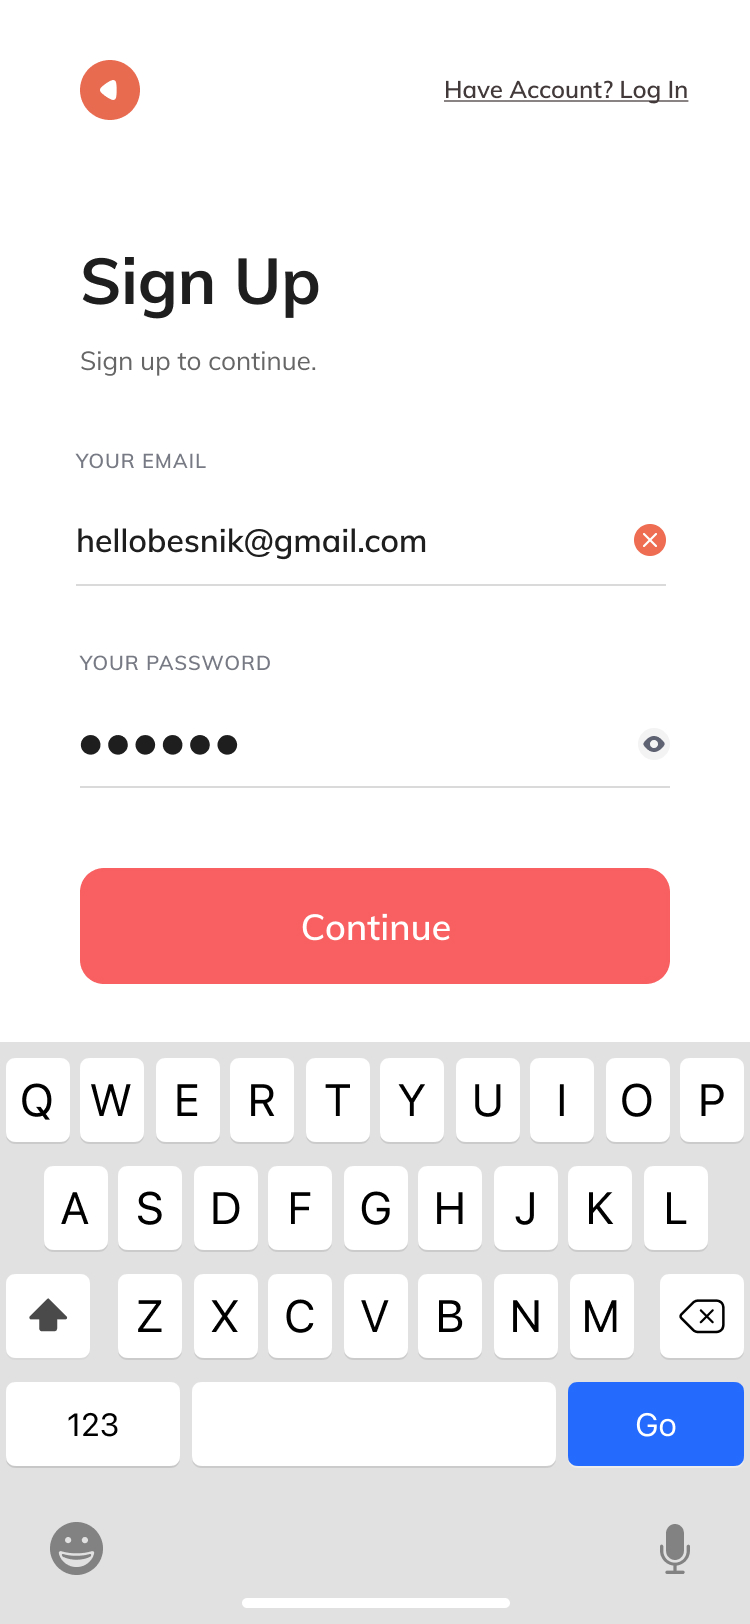 Have Account? Log In
Sign Up
Sign up to continue.
YOUR EMAIL
hellobesnik@gmail.com
YOUR PASSWORD
●●●●●●
Continue
Q W E R T Y U I O P
A S D F G H J K L
Z X C V B N M
123 Go